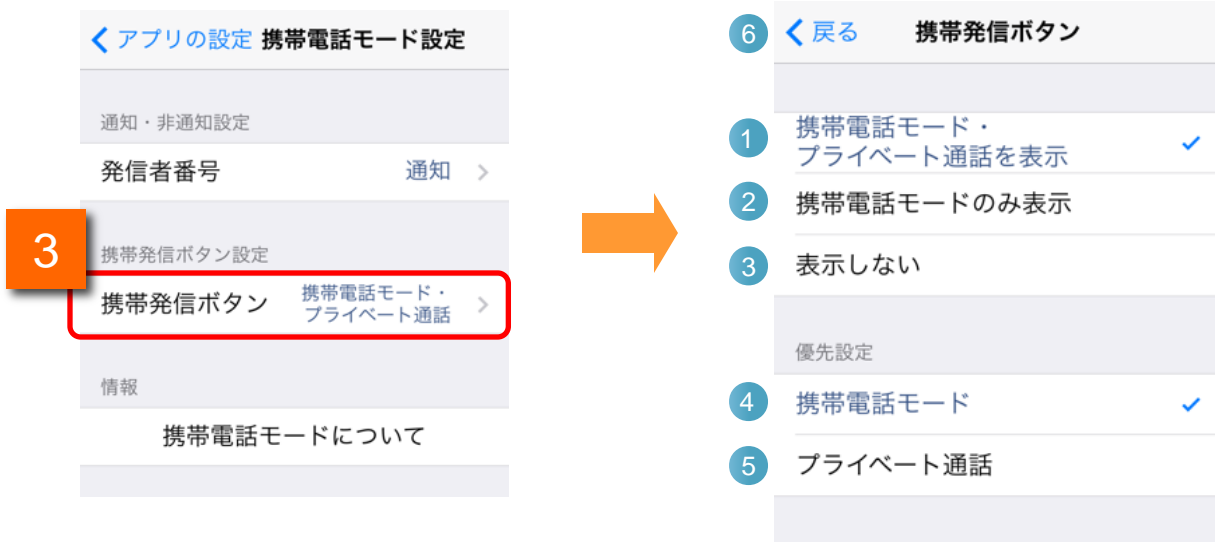 アプリの設定 携帯電話モード設定
通知・非通知設定
発信者番号 通知
3
携帯発信ボタン設定
携帯発信ボタン 携帯電話モード・
プライベート通話
情報
携帯電話モードについて
6 戻る 携帯発信ボタン
1 携帯電話モード・
プライベート通話を表示
2 携帯電話モードのみ表示
3 表示しない
優先設定
4 携帯電話モード
5 プライベート通話